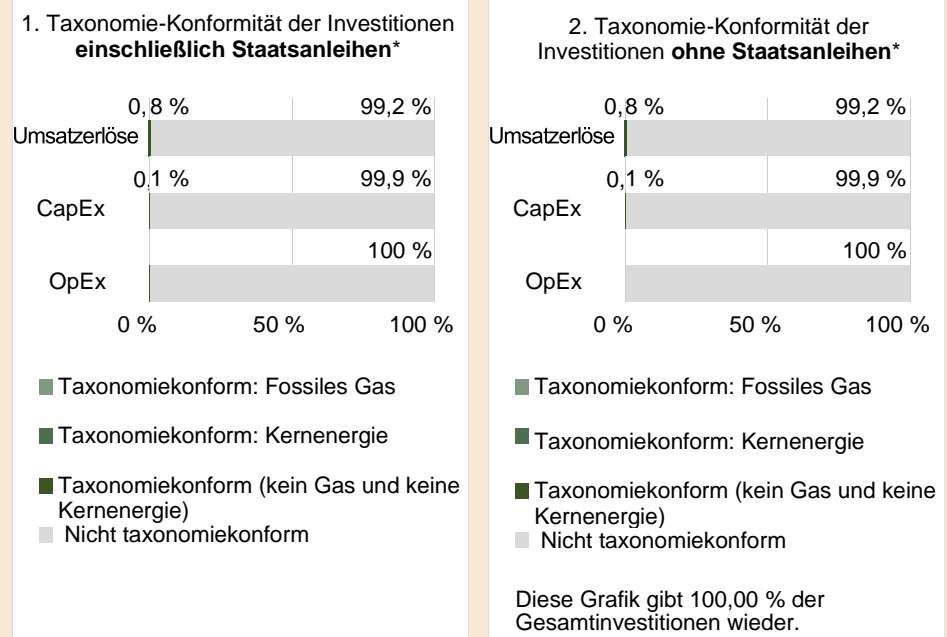 1. Taxonomie-Konformität der Investitionen
einschließlich Staatsanleihen*
0,8 % 99,2 %
Umsatzerlöse
0,1 % 99,9 %
CapEx
100 %
OpEx
0 % 50 % 100 %
Taxonomiekonform: Fossiles Gas
Taxonomiekonform: Kernenergie
Taxonomiekonform (kein Gas und keine
Kernenergie)
Nicht taxonomiekonform
2. Taxonomie-Konformität der
Investitionen ohne Staatsanleihen*
0,8 % 99,2 %
Umsatzerlöse
0,1 % 99,9 %
CapEx
100 %
OpEx
0 % 50 % 100 %
Taxonomiekonform: Fossiles Gas
Taxonomiekonform: Kernenergie
Taxonomiekonform (kein Gas und keine
Kernenergie)
Nicht taxonomiekonform
Diese Grafik gibt 100,00 % der
Gesamtinvestitionen wieder.